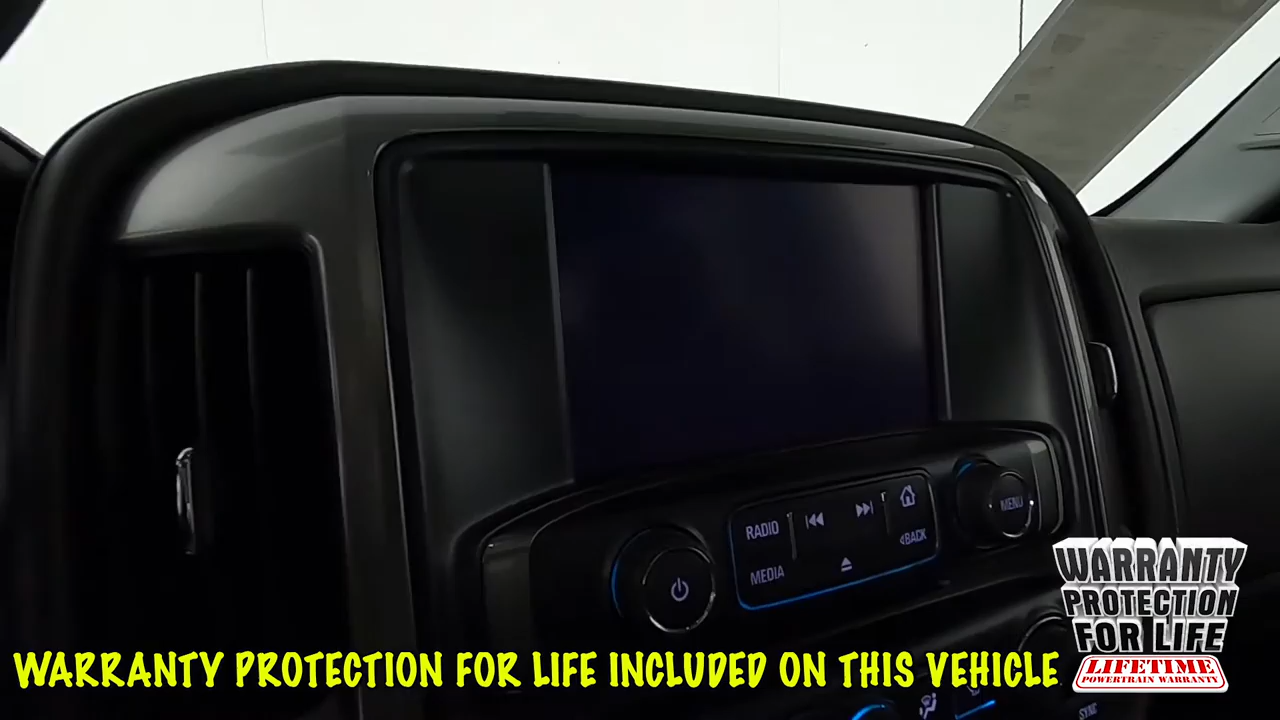 RADIO
MEDIA
<BACK
MENU
SYNC
WARRANTY PROTECTION FOR LIFE INCLUDED ON THIS VEHICLE
WARRANTY
PROTECTION
FOR LIFE
LIFETIME
POWERTRAIN WARRANTY